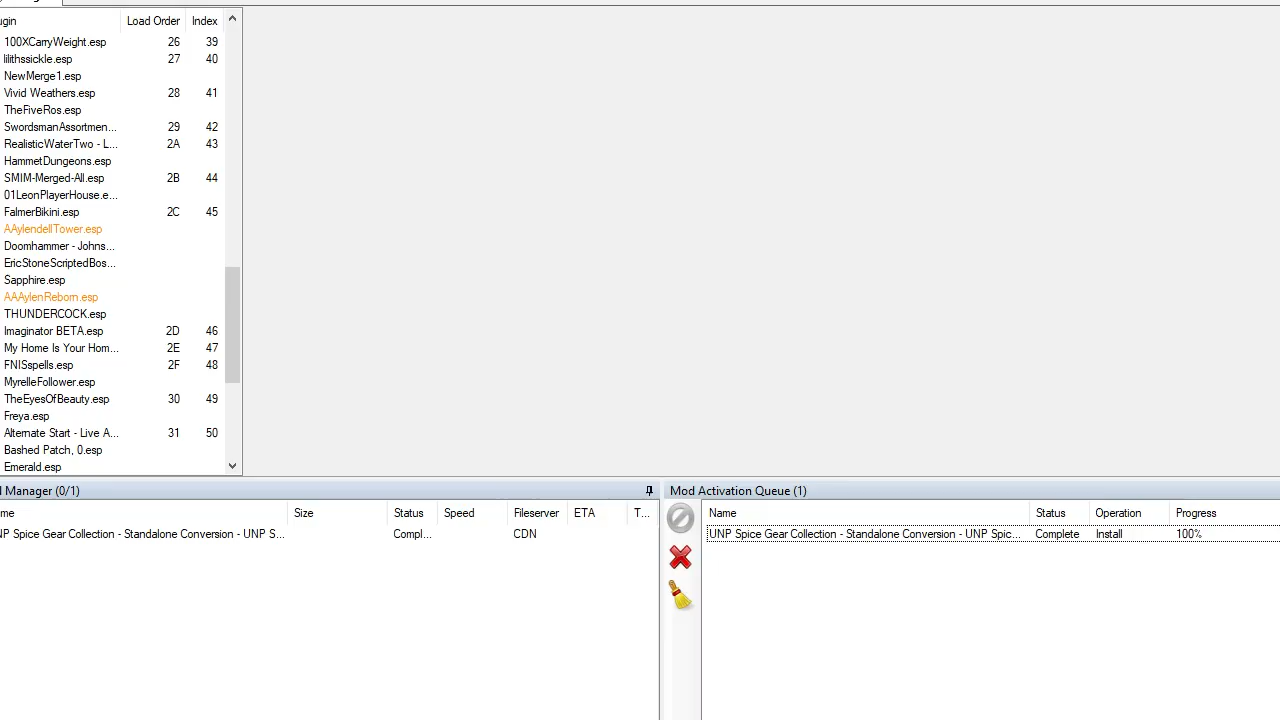 ugin Load Order Index
100XCarryWeight.esp 26 39
lilithssickle.esp 27 40
NewMerge1.esp
Vivid Weathers.esp 28 41
TheFiveRos.esp
SwordsmanAssortmen... 29 42
RealisticWaterTwo - L... 2A 43
HammetDungeons.esp
SMIM-Merged-All.esp 2B 44
01LeonPlayerHouse.e...
FalmerBikini.esp 2C 45
AAylendellTower.esp
Doomhammer - Johns...
EricStoneScriptedBos...
Sapphire.esp
AAAylenReborn.esp
THUNDERCOCK.esp
Imaginator BETA.esp 2D 46
My Home Is Your Hom... 2E 47
FNISspells.esp 2F 48
MyrelleFollower.esp
TheEyesOfBeauty.esp 30 49
Freya.esp
Alternate Start - Live A... 31 50
Bashed Patch, 0.esp
Emerald.esp
d Manager (0/1)
me Size Status Speed Fileserver ETA T...
NP Spice Gear Collection - Standalone Conversion - UNP S... Compl... CDN
Mod Activation Queue (1)
Name Status Operation Progress
UNP Spice Gear Collection - Standalone Conversion - UNP Spic... Complete Install 100%